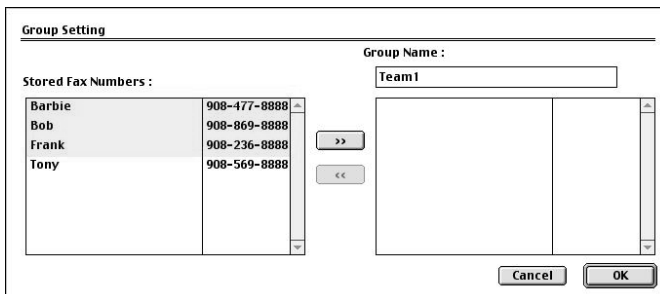 Group Setting
Group Name :
Team1
Stored Fax Numbers :
Barbie 908-477-8888
Bob 908-869-8888
Frank 908-236-8888
Tony 908-569-8888
>>
<<
Cancel OK